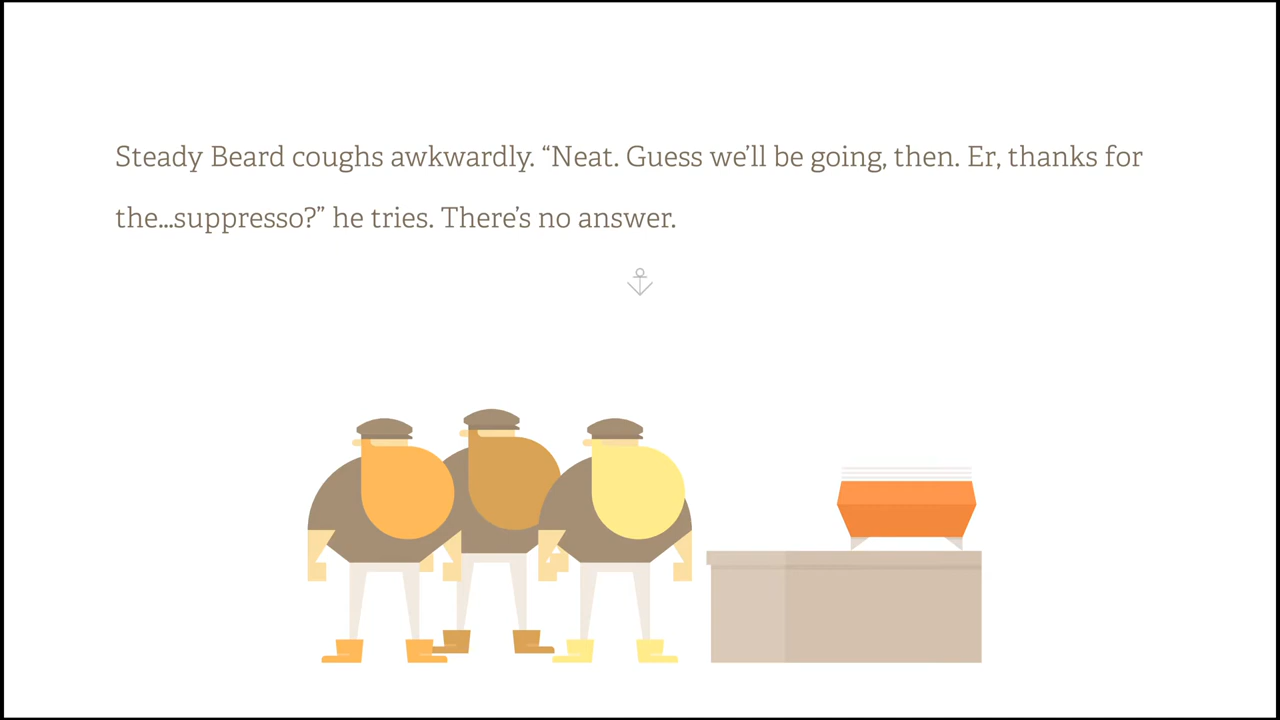 Steady Beard coughs awkwardly. “Neat. Guess we’ll be going, then. Er, thanks for
the...suppresso?” he tries. There’s no answer.